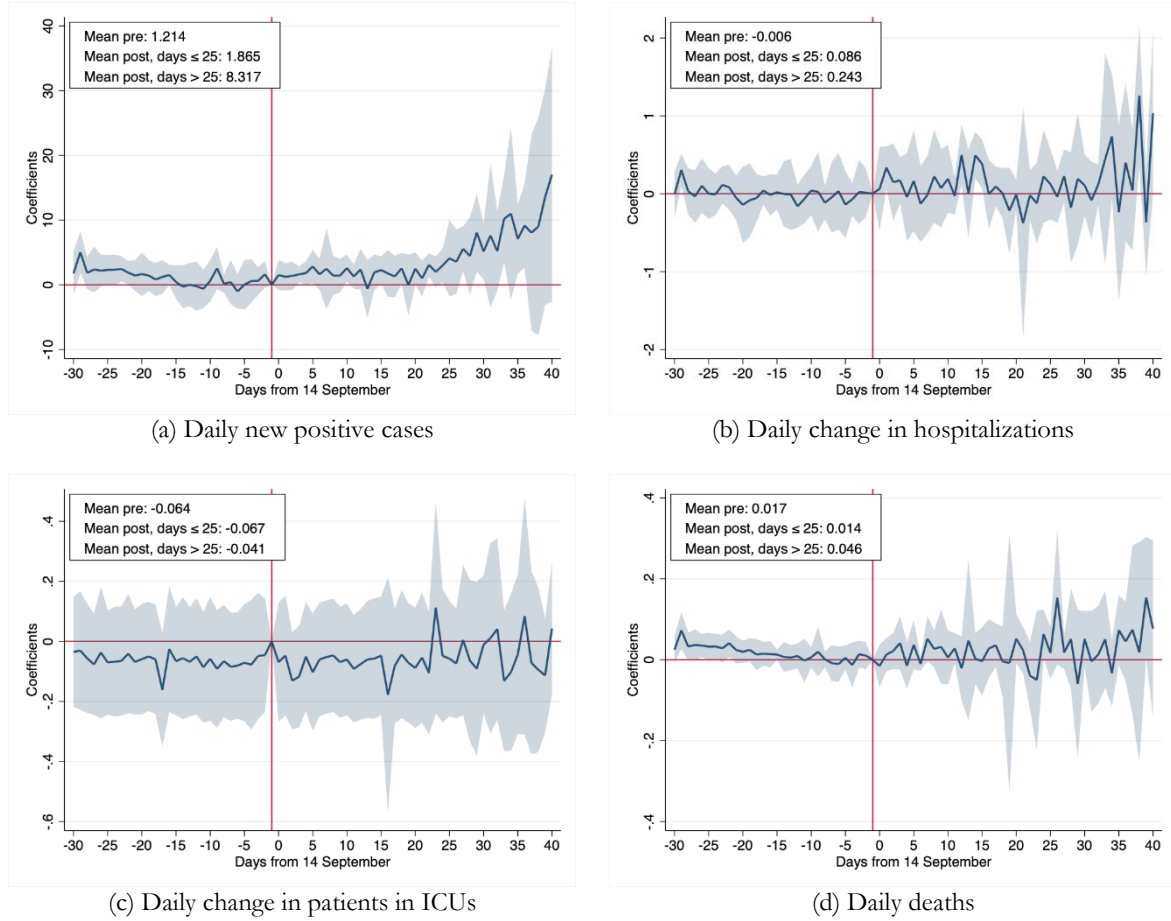 Mean pre: 1.214
Mean post, days ≤ 25: 1.865
Mean post, days > 25: 8.317
40
30
20
10
0
-10
Coefficients
-30 -25 -20 -15 -10 -5 0 5 10 15 20 25 30 35 40
Days from 14 September
(a) Daily new positive cases
Mean pre: -0.006
Mean post, days ≤ 25: 0.086
Mean post, days > 25: 0.243
2
1
0
-1
-2
Coefficients
-30 -25 -20 -15 -10 -5 0 5 10 15 20 25 30 35 40
Days from 14 September
(b) Daily change in hospitalizations
Mean pre: -0.064
Mean post, days ≤ 25: -0.067
Mean post, days > 25: -0.041
.4
.2
0
-.2
-.4
-.6
Coefficients
-30 -25 -20 -15 -10 -5 0 5 10 15 20 25 30 35 40
Days from 14 September
(c) Daily change in patients in ICUs
Mean pre: 0.017
Mean post, days ≤ 25: 0.014
Mean post, days > 25: 0.046
.4
.2
0
-.2
-.4
Coefficients
-30 -25 -20 -15 -10 -5 0 5 10 15 20 25 30 35 40
Days from 14 September
(d) Daily deaths